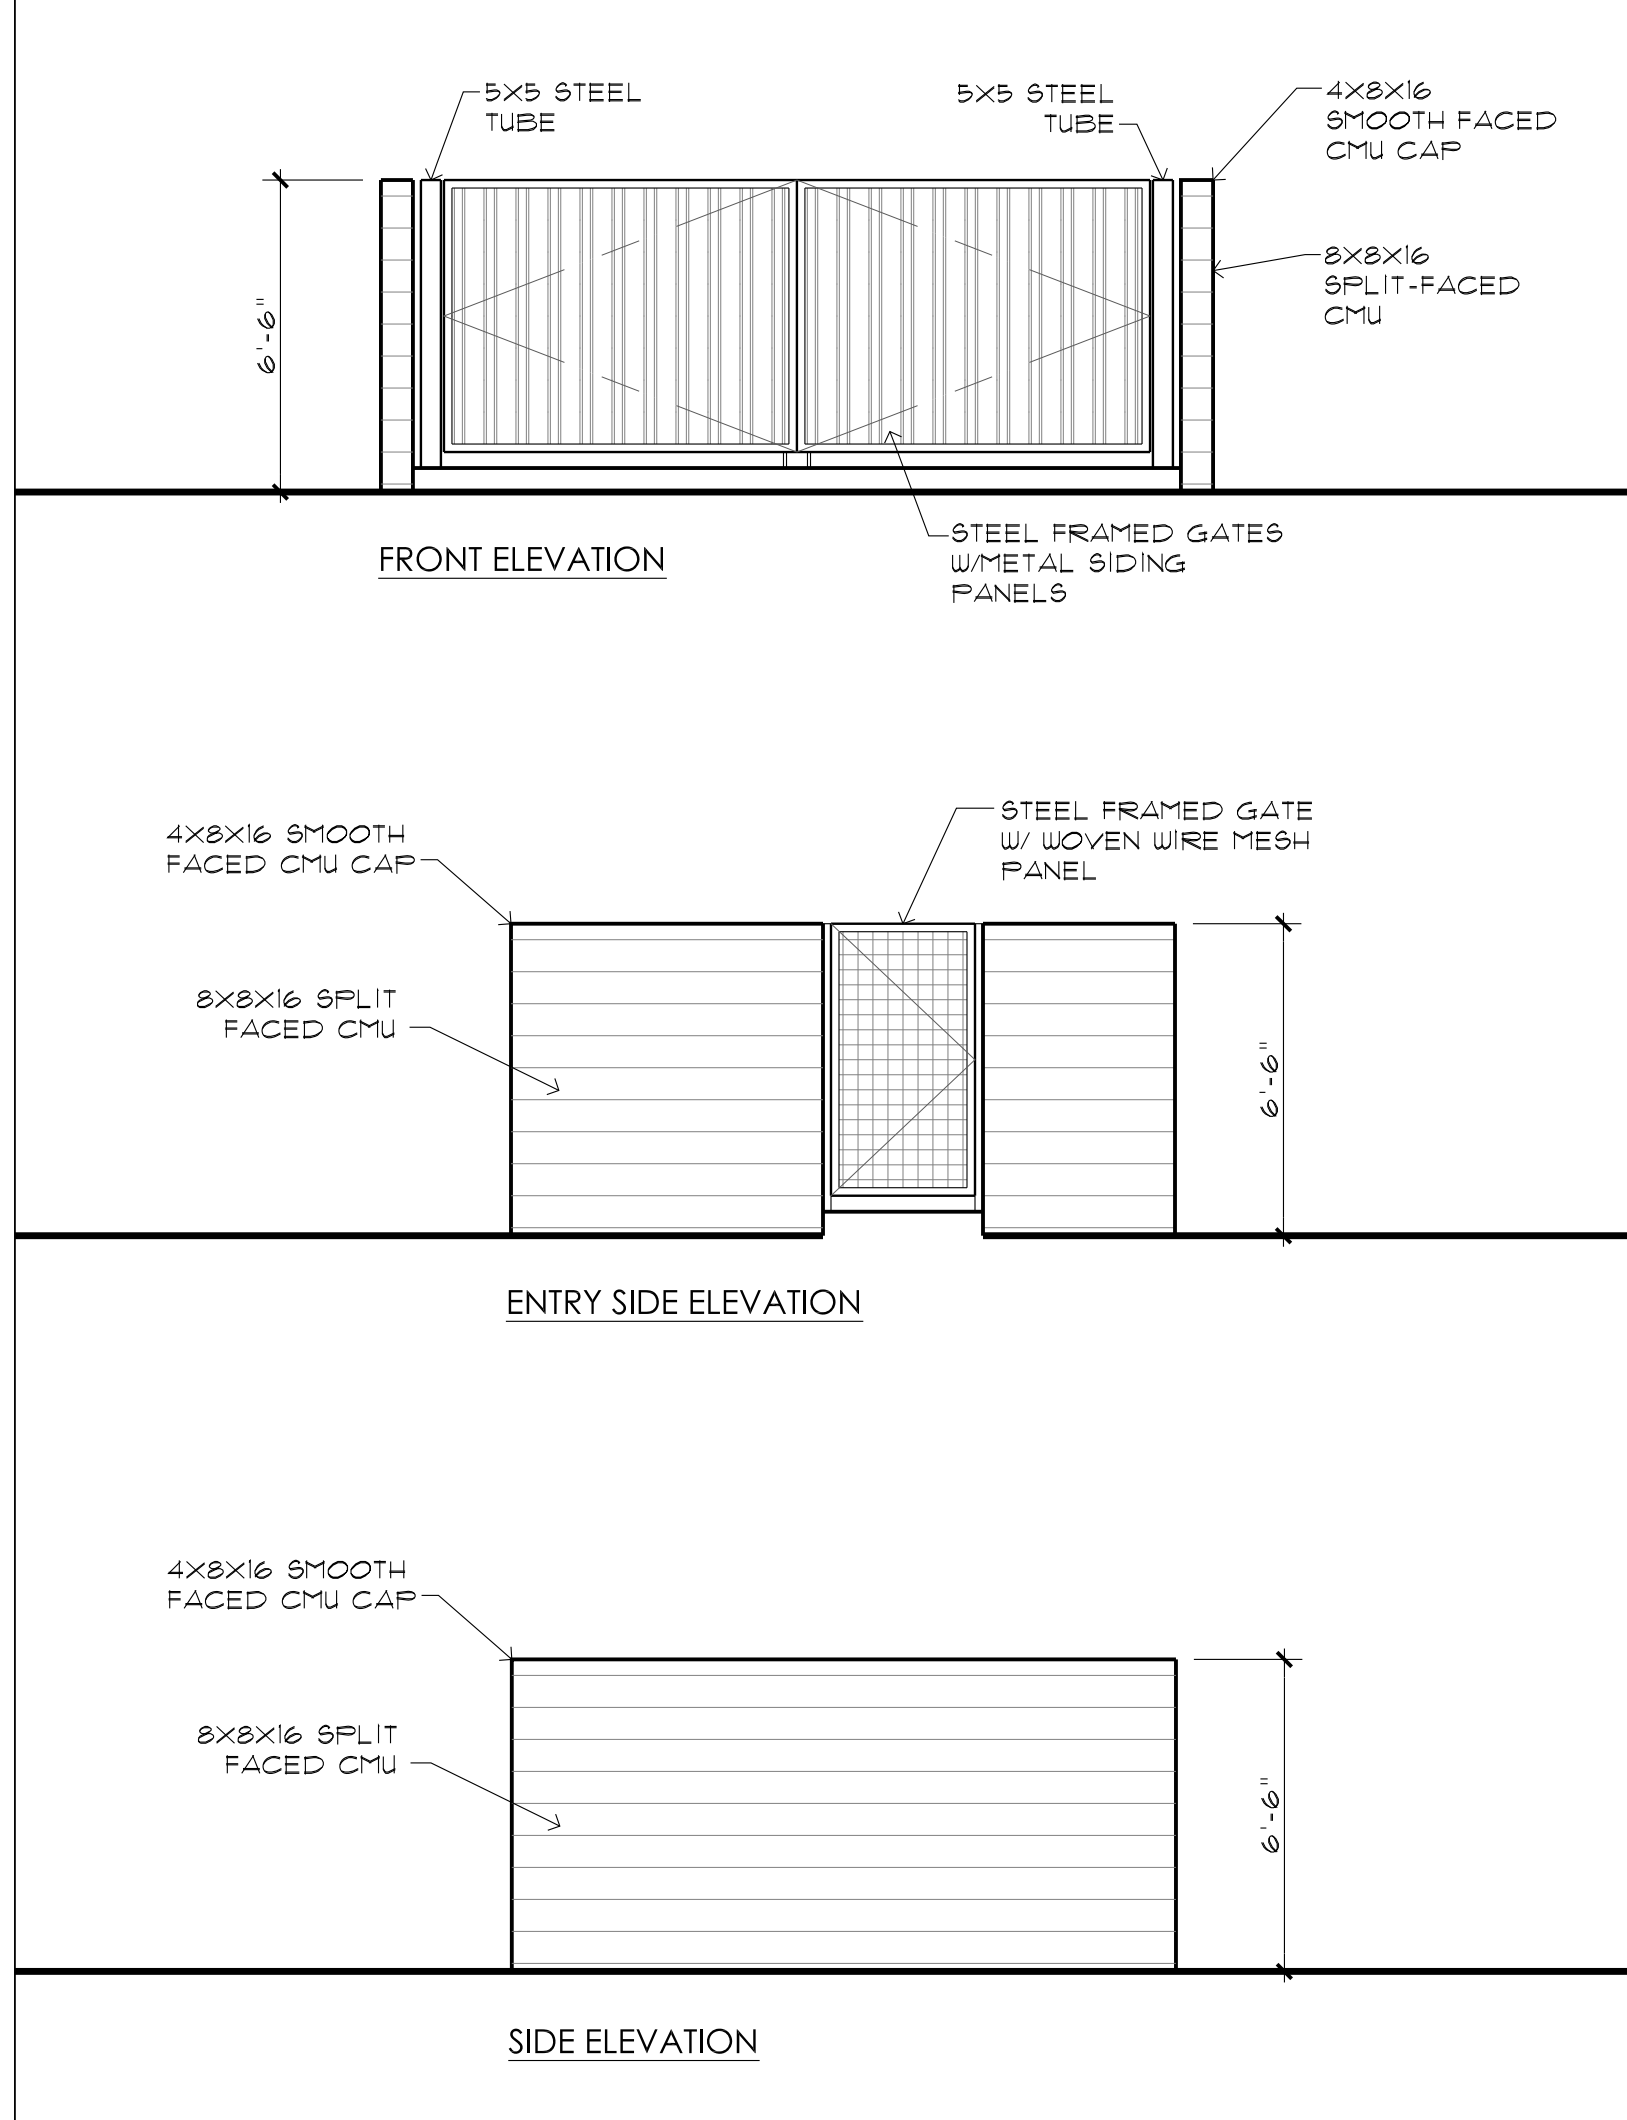 5X5 STEEL
TUBE
5X5 STEEL
TUBE
4X8X16
SMOOTH FACED
CMU CAP
8X8X16
SPLIT-FACED
CMU
6'-6"
STEEL FRAMED GATES
W/METAL SIDING
PANELS
FRONT ELEVATION
STEEL FRAMED GATE
W/ WOVEN WIRE MESH
PANEL
4X8X16 SMOOTH
FACED CMU CAP
8X8X16 SPLIT
FACED CMU
6'-6"
ENTRY SIDE ELEVATION
4X8X16 SMOOTH
FACED CMU CAP
8X8X16 SPLIT
FACED CMU
6'-6"
SIDE ELEVATION